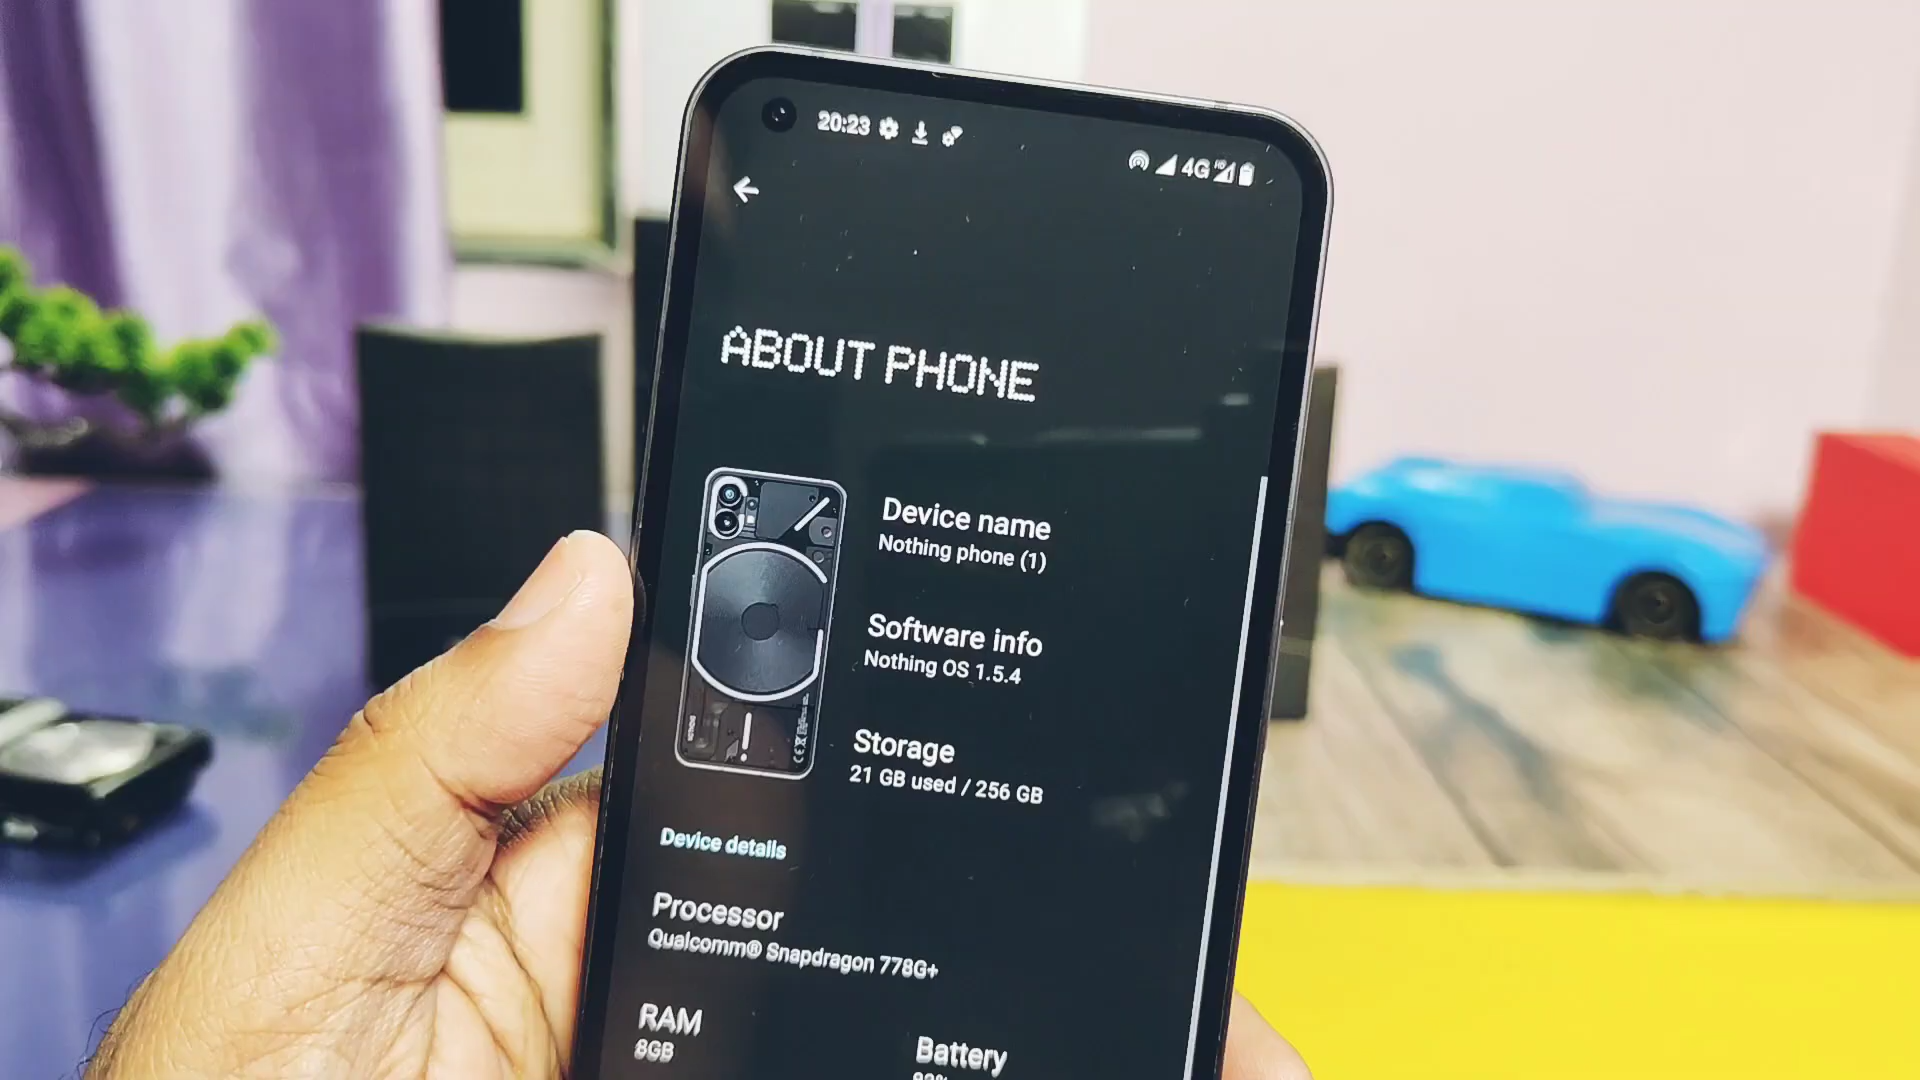 20:23
4G
ABOUT PHONE
Device name
Nothing phone (1)
Software info
Nothing OS 1.5.4
Storage
21 GB used / 256 GB
Device details
Processor
Qualcomm® Snapdragon 778G+
RAM
8GB
Battery